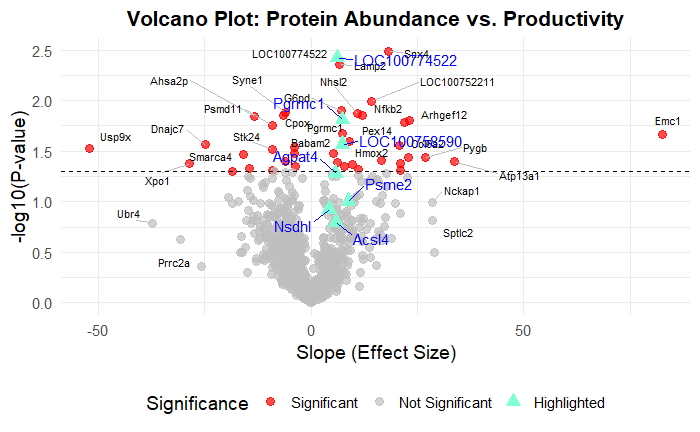 Volcano Plot: Protein Abundance vs. Productivity
-log10(P-value)
2.5
2.0
1.5
1.0
0.5
0.0
LOC100774522
Snx4
LOC100774522
Lamp2
Ahsa2p
Syne1
Nhsl2
LOC100752211
G6pd
Pgrmc1
Psmd11
Nfkb2
Arhgef12
Emc1
Cpox
Pgrmc1
Pex14
Dnajc7
Usp9x
Stk24
Babam2
LOC100758590
Pygb
Smarca4
Agpat4
Hmox2
Atp13a1
Xpo1
Psme2
Nckap1
Ubr4
Nsdhl
Acsl4
Sptlc2
Prrc2a
-50
0
50
Slope (Effect Size)
Significance
Significant
Not Significant
Highlighted